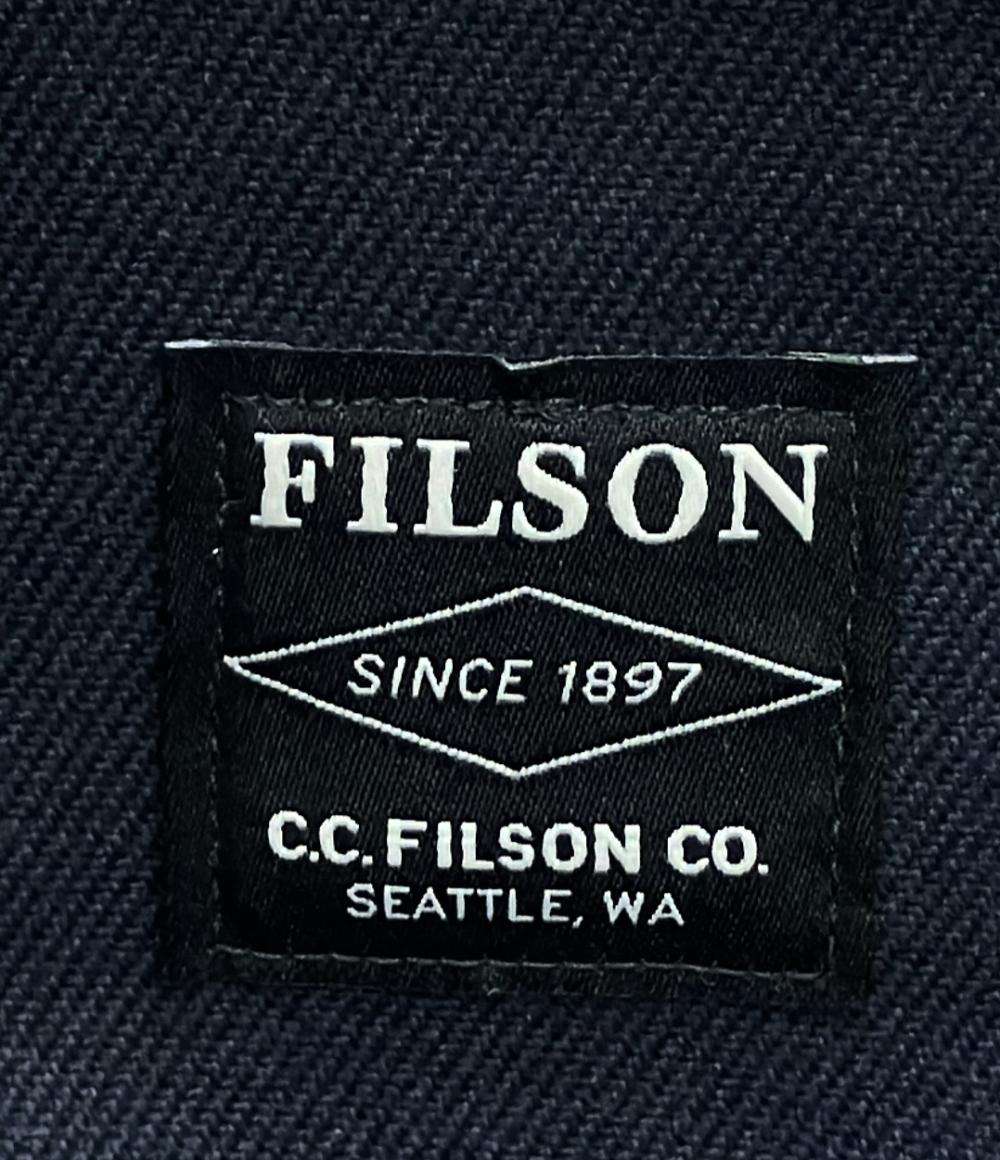 FILSON
SINCE 1897
C.C. FILSON CO.
SEATTLE, WA